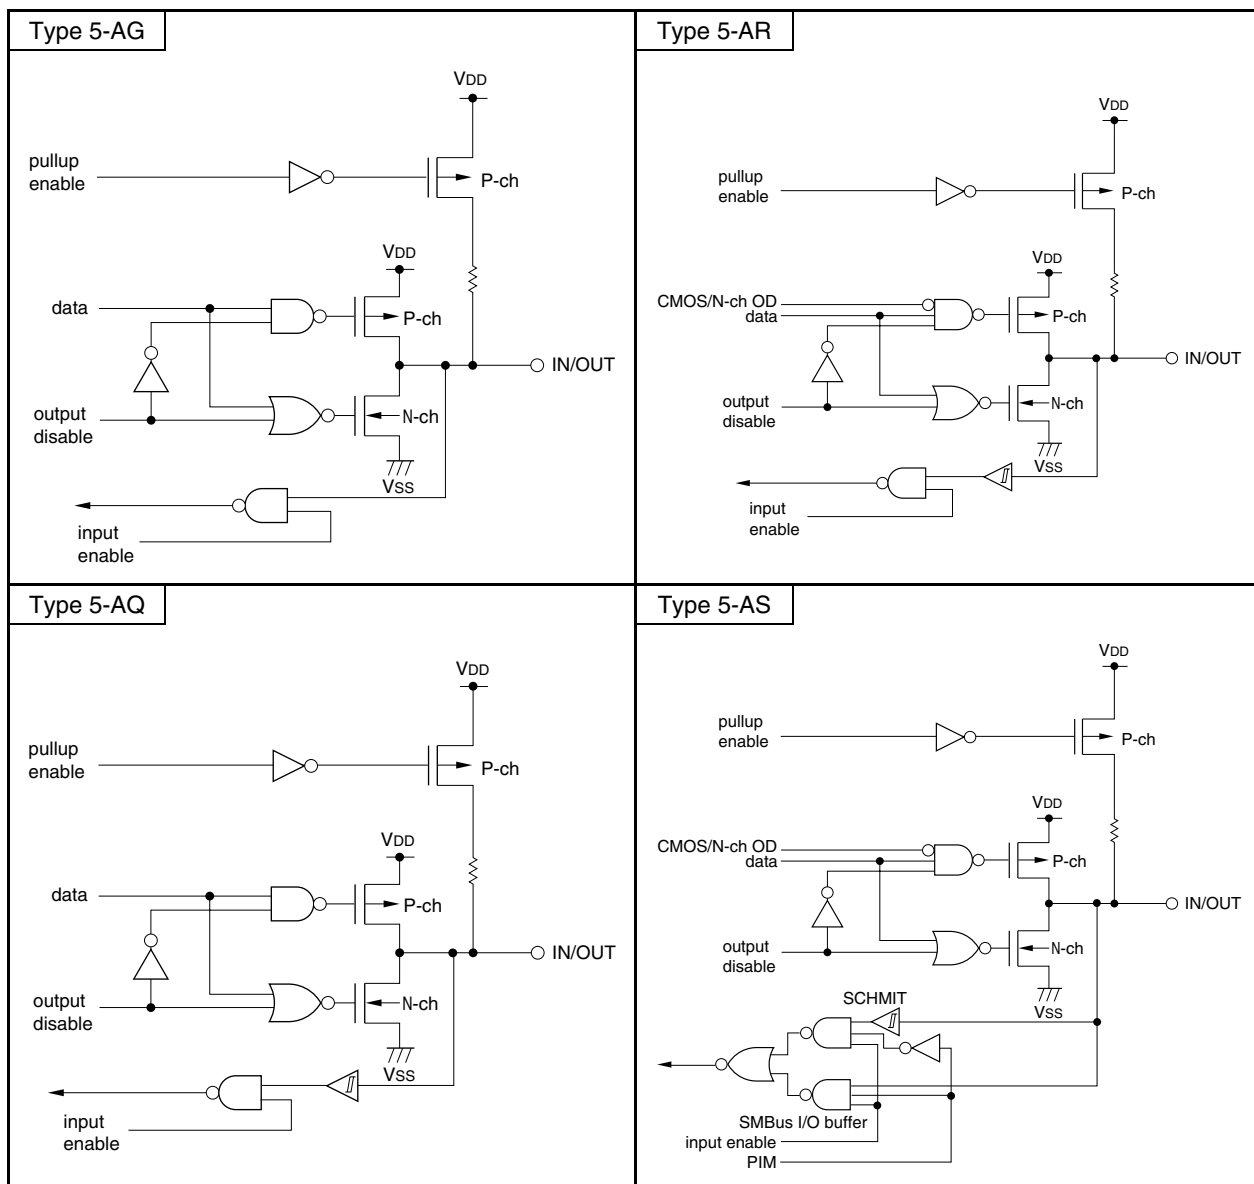 Type 5-AG
VDD
pullup
enable
P-ch
VDD
data
P-ch
IN/OUT
output
disable
N-ch
VSS
input
enable
Type 5-AR
VDD
pullup
enable
P-ch
VDD
CMOS/N-ch OD
data
P-ch
IN/OUT
output
disable
N-ch
VSS
input
enable
Type 5-AQ
VDD
pullup
enable
P-ch
VDD
data
P-ch
IN/OUT
output
disable
N-ch
VSS
input
enable
Type 5-AS
VDD
pullup
enable
P-ch
VDD
CMOS/N-ch OD
data
P-ch
IN/OUT
output
disable
N-ch
VSS
SCHMIT
SMBus I/O buffer
input enable
PIM